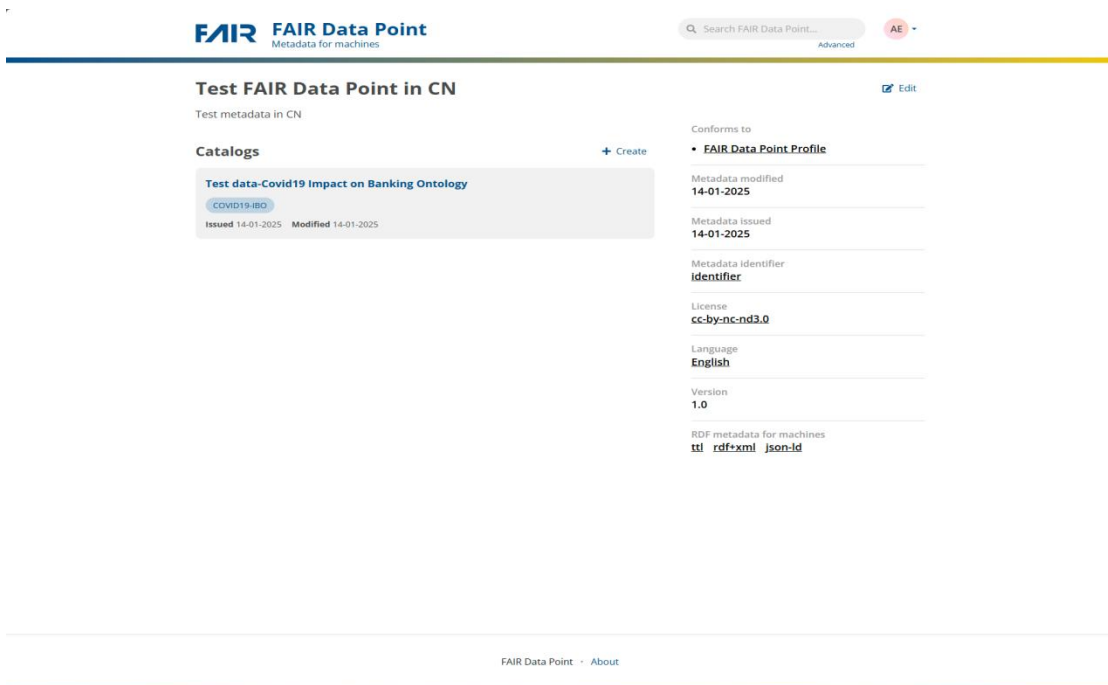 FAIR
FAIR Data Point
Metadata for machines
Search FAIR Data Point...
Advanced
AE
Test FAIR Data Point in CN
Edit
Test metadata in CN
Catalogs
+ Create
Test data-Covid19 Impact on Banking Ontology
COVID19-IBO
Issued 14-01-2025 Modified 14-01-2025
Conforms to
• FAIR Data Point Profile
Metadata modified
14-01-2025
Metadata issued
14-01-2025
Metadata identifier
identifier
License
cc-by-nc-nd3.0
Language
English
Version
1.0
RDF metadata for machines
ttl rdf+xml json-ld
FAIR Data Point · About